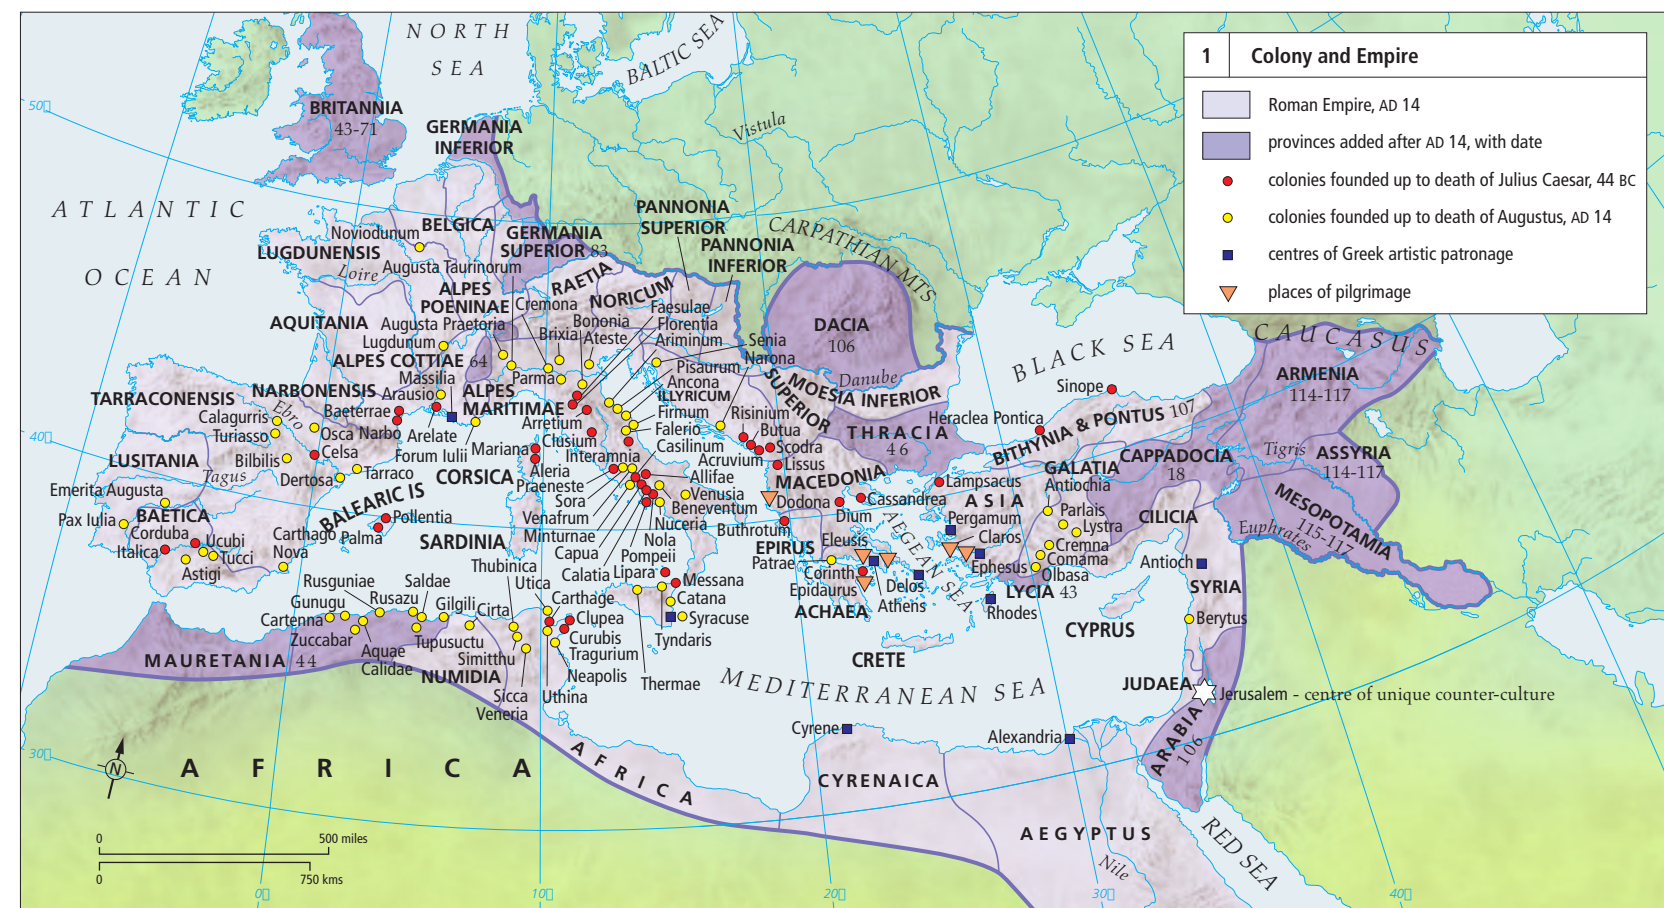 1 Colony and Empire
Roman Empire, AD 14
provinces added after AD 14, with date
colonies founded up to death of Julius Caesar, 44 BC
colonies founded up to death of Augustus, AD 14
centres of Greek artistic patronage
places of pilgrimage
NORTH
SEA
BALTIC SEA
ATLANTIC
OCEAN
BRITANNIA
43-71
GERMANIA
INFERIOR
Vistula
BELGICA
Noviodunum
LUGDUNENSIS
Loire
GERMANIA
SUPERIOR 83
PANNONIA
SUPERIOR
PANNONIA
INFERIOR
CARPATHIAN MTS
Augusta Taurinorum
ALPES
POENINAE
RAETIA
NORICUM
Cremona
Brixia
Bononia
Ateste
Faesulae
Florentia
Ariminum
Senia
Narona
Pisaurum
Ancona
ILLYRICUM
Firmum
Falerio
Casilinum
AQUITANIA
Augusta Praetoria
Lugdunum
ALPES COTTIAE 64
Massilia
Parma
ALPES
MARITIMAE
Arretium
Clusium
Interamnia
TARRACONENSIS
NARBONENSIS
Arausio
Baeterrae
Narbo
Arelate
Forum Iulii
Calagurris
Ebro
Turiasso
Osca
Celsa
Bilbilis
Dertosa
Tarraco
LUSITANIA
Tagus
Emerita Augusta
Pax Iulia
BAETICA
Corduba
Italica
Ucubi
Tucci
Astigi
Carthago
Nova
BALEARIC IS
Palma
Pollentia
CORSICA
Mariana
Aleria
Praeneste
Sora
Venafrum
Minturnae
Capua
Calatia
SARDINIA
Allifae
Venusia
Beneventum
Nuceria
Nola
Pompeii
Lipara
Messana
Catana
Syracuse
Tyndaris
Thermae
DACIA
106
Danube
MOESIA INFERIOR
SUPERIOR
THRACIA
46
Risinium
Butua
Scodra
Acruvium
Lissus
MACEDONIA
Dodona
Cassandrea
Dium
Buthrotum
EPIRUS
Patrae
Eleusis
Corinth
Epidaurus
ACHAEA
Athens
Delos
AEGEAN SEA
BLACK SEA
CAUCASUS
Sinope
Heraclea Pontica
BITHYNIA & PONTUS 107
ARMENIA
114-117
Tigris
ASSYRIA
114-117
MESOPOTAMIA
115-117
Euphrates
GALATIA
CAPPADOCIA
18
Antiochia
Lampsacus
ASIA
Pergamum
Claros
Ephesus
Parlais
Lystra
Cremna
Comama
Olbasa
LYCIA 43
Rhodes
CILICIA
Antioch
SYRIA
CYPRUS
Berytus
CRETE
MEDITERRANEAN SEA
JUDAEA
Jerusalem - centre of unique counter-culture
ARABIA
106
Thubinica
Utica
Carthage
Clupea
Curubis
Tragurium
Neapolis
Uthina
Rusguniae
Saldae
Gunugu
Rusazu
Gilgili
Cirta
Cartenna
Zuccabar
Aquae
Calidae
Tupusuctu
Simitthu
Sicca
Veneria
MAURETANIA 44
NUMIDIA
AFRICA
AFRICA
Cyrene
Alexandria
CYRENAICA
AEGYPTUS
Nile
RED SEA
N
0 500 miles
0 750 kms
50
40
30
0
10
20
30
40